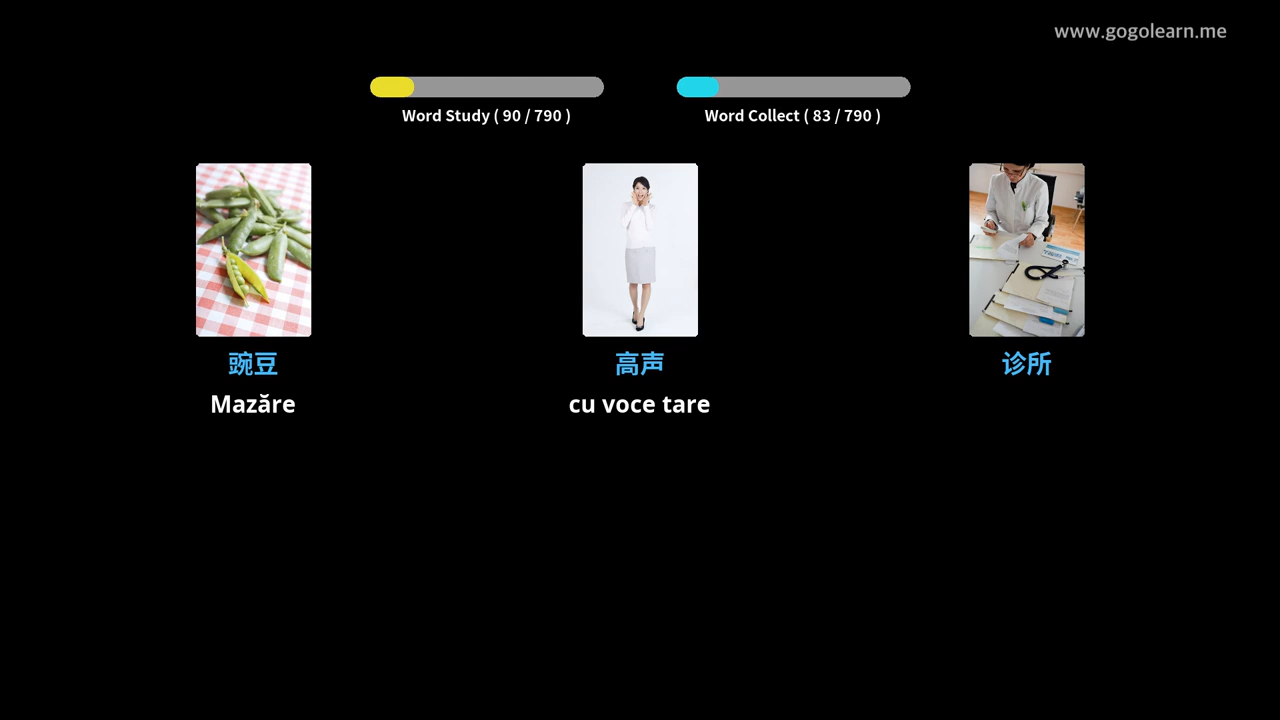 www.gogolearn.me
Word Study ( 90 / 790 )
Word Collect ( 83 / 790 )
豌豆
高声
诊所
Mazăre
cu voce tare